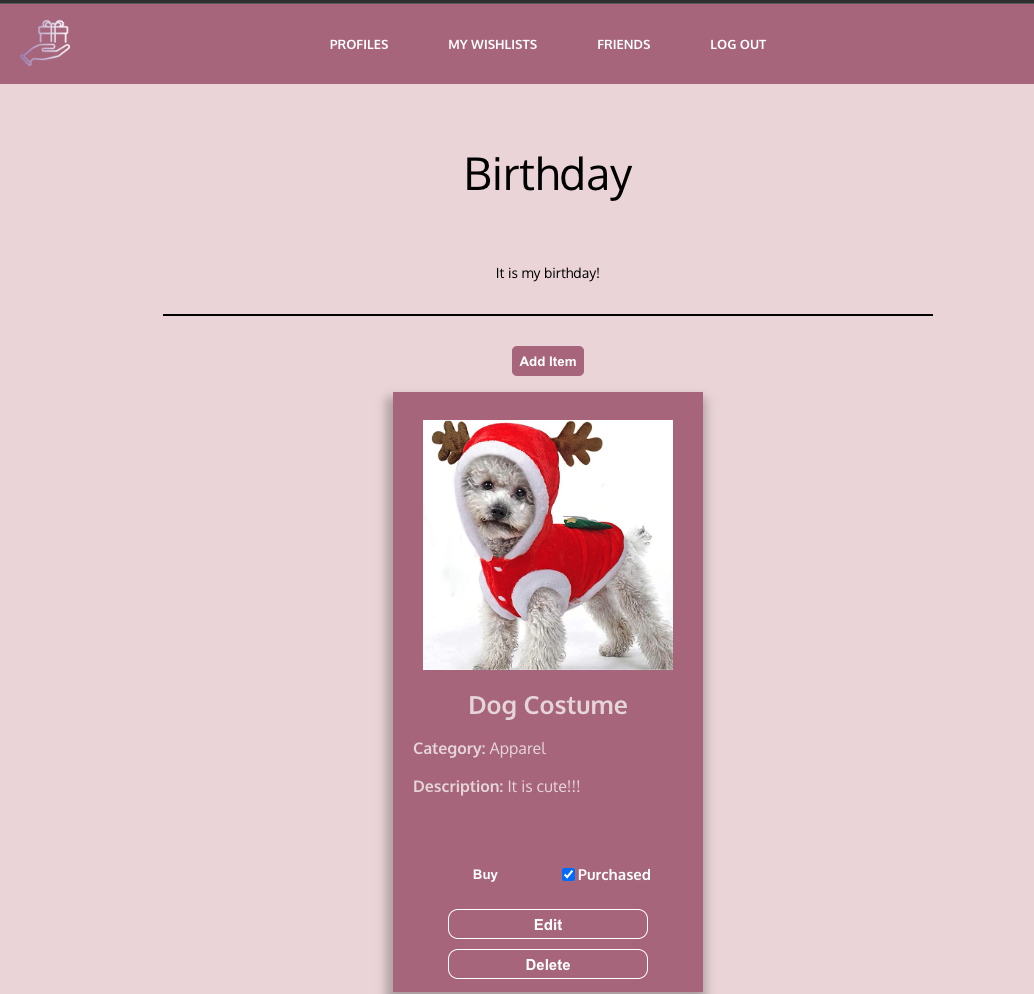 PROFILES MY WISHLISTS FRIENDS LOG OUT
Birthday
It is my birthday!
Add Item
Dog Costume
Category: Apparel
Description: It is cute!!!
Buy Purchased
Edit
Delete